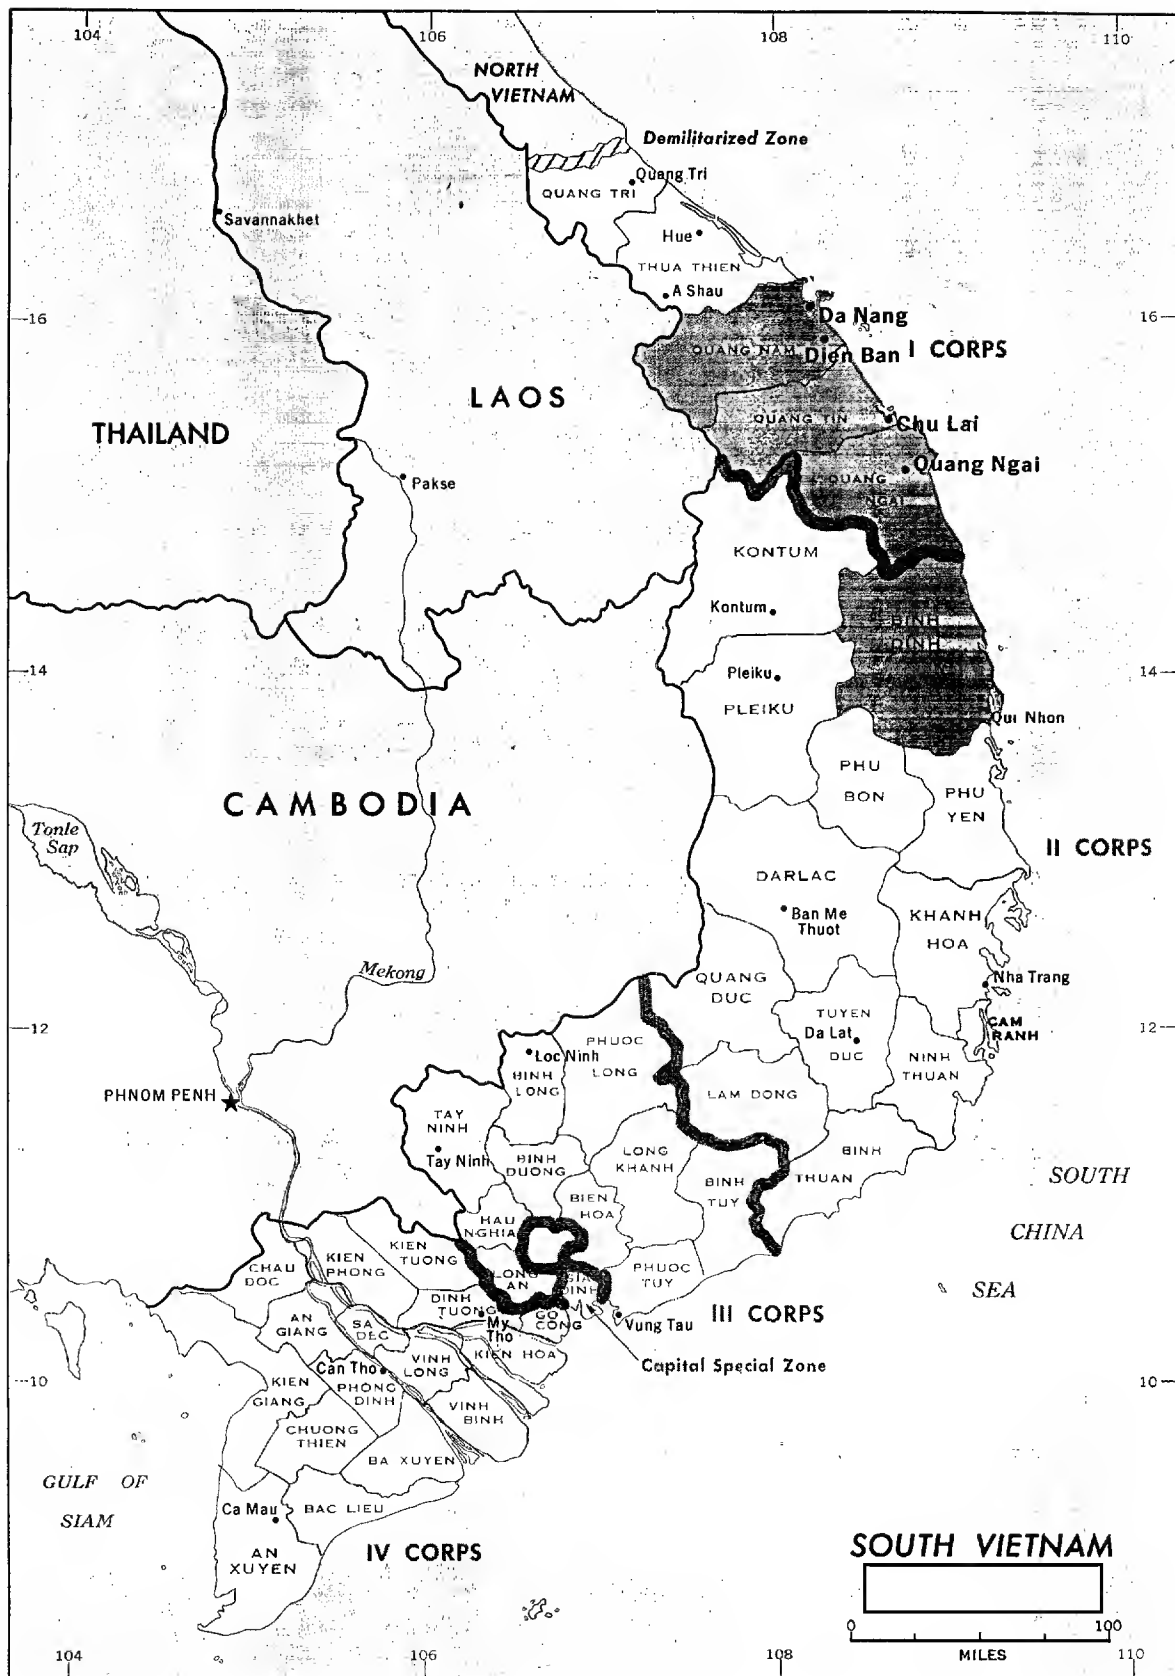 104
106
108
110
NORTH
VIETNAM
Demilitarized Zone
Quang Tri
QUANG TRI
Savannakhet
Hue
THUA THIEN
A Shau
16
Da Nang
16
QUANG NAM
Dien Ban
I CORPS
LAOS
THAILAND
QUANG TIN
Chu Lai
Quang Ngai
Pakse
QUANG
NGAI
KONTUM
Kontum
BINH
DINH
14
Pleiku
14
PLEIKU
Qui Nhon
PHU
BON
PHU
YEN
CAMBODIA
Tonle
Sap
II CORPS
DARLAC
Ban Me
Thuot
KHANH
HOA
Mekong
QUANG
DUC
Nha Trang
12
TUYEN
DUC
Da Lat
CAM
RANH
12
PHUOC
LONG
Loc Ninh
BINH
LONG
NINH
THUAN
PHNOM PENH
LAM DONG
TAY
NINH
Tay Ninh
BINH
DUONG
LONG
KHANH
BINH
THUAN
BINH
TUY
BIEN
HOA
SOUTH
CHINA
SEA
HAU
NGHIA
KIEN
TUONG
KIEN
PHONG
CHAU
DOC
LONG
AN
GIA
DINH
PHUOC
TUY
DINH
TUONG
My
Tho
GO
CONG
III CORPS
Vung Tau
AN
GIANG
SA
DEC
KIEN HOA
Capital Special Zone
VINH
LONG
Can Tho
PHONG
DINH
10
10
KIEN
GIANG
VINH
BINH
CHUONG
THIEN
BA XUYEN
GULF OF
SIAM
Ca Mau
BAC LIEU
AN
XUYEN
IV CORPS
SOUTH VIETNAM
0
100
MILES
104
106
108
110